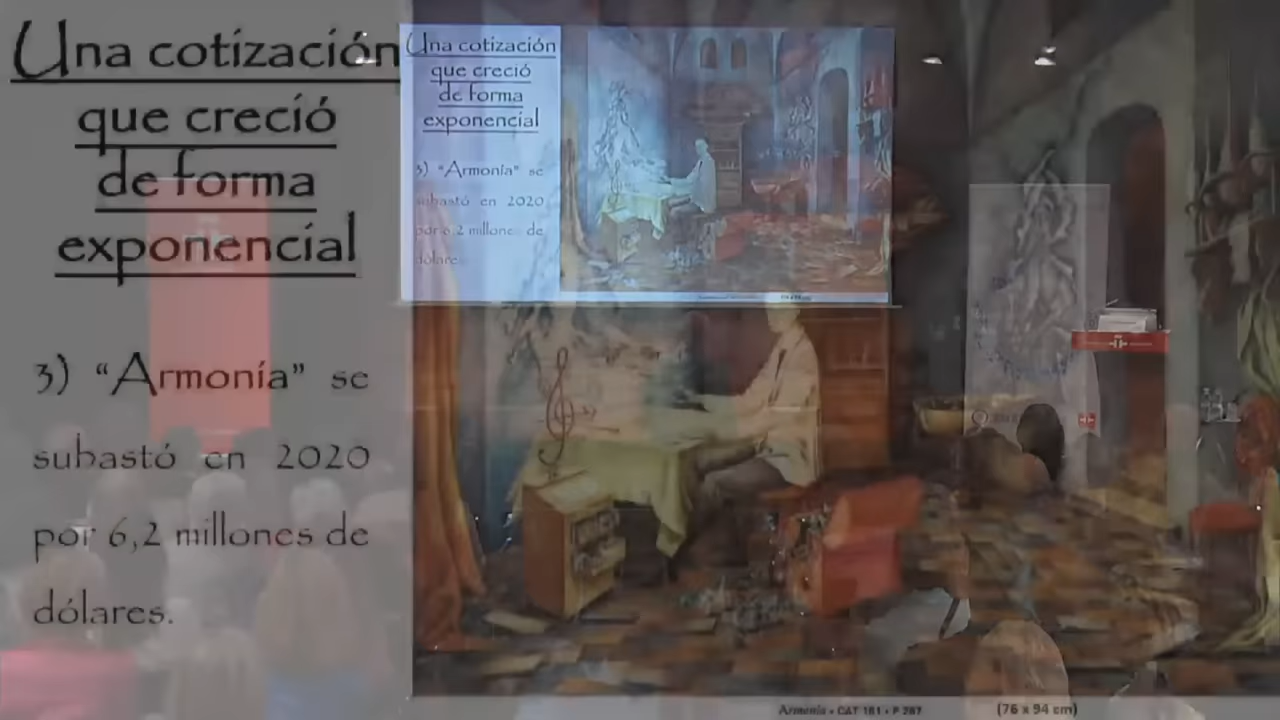 Una cotización
que creció
de forma
exponencial
3) “Armonía” se
subastó en 2020
por 6,2 millones de
dólares.
Una cotización
que creció
de forma
exponencial
3) “Armonía” se
subastó en 2020
por 6,2 millones de
dólares.
Armonía • CAT 181 • P 287 (76 x 94 cm)